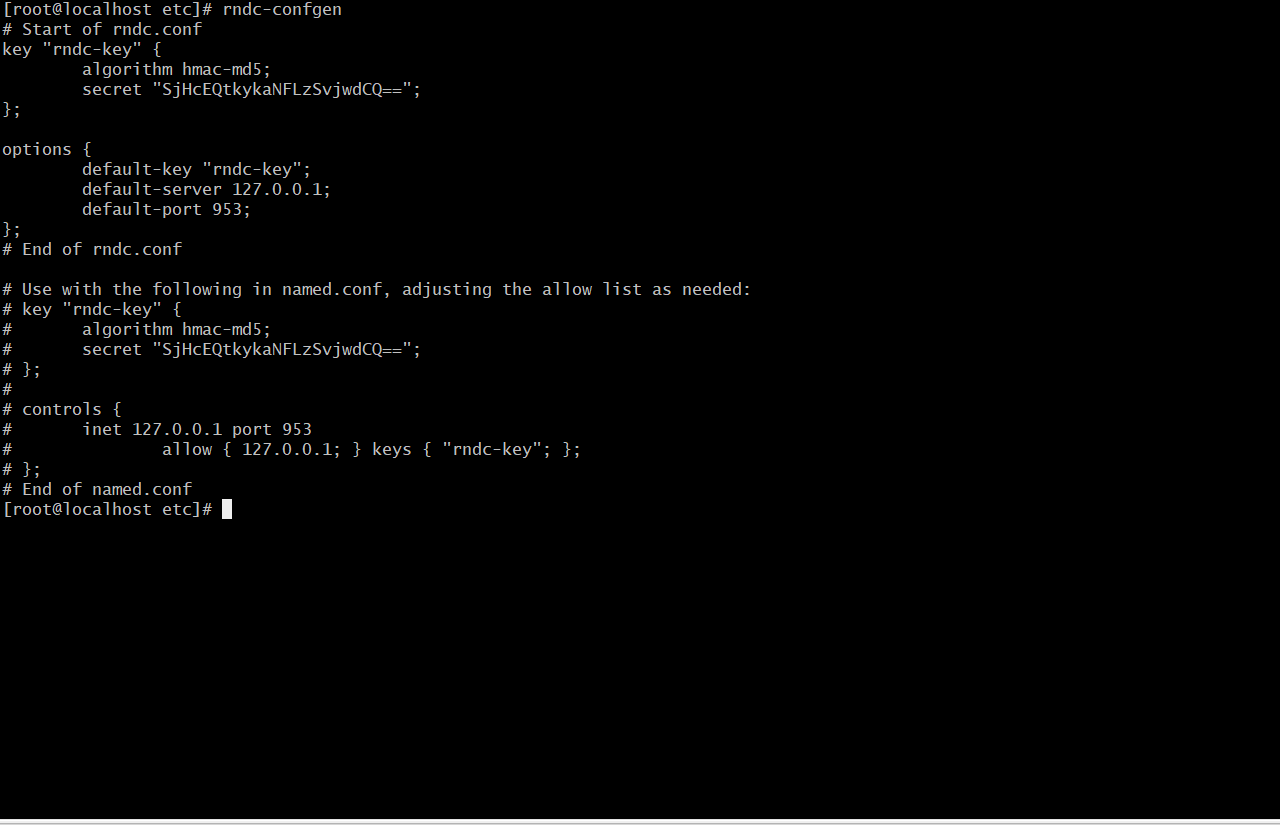 [root@localhost etc]# rndc-confgen
# Start of rndc.conf
key "rndc-key" {
        algorithm hmac-md5;
        secret "SjHcEQtkykaNFLzSvjwdCQ==";
};

options {
        default-key "rndc-key";
        default-server 127.0.0.1;
        default-port 953;
};
# End of rndc.conf

# Use with the following in named.conf, adjusting the allow list as needed:
# key "rndc-key" {
#       algorithm hmac-md5;
#       secret "SjHcEQtkykaNFLzSvjwdCQ==";
# };
#
# controls {
#       inet 127.0.0.1 port 953
#               allow { 127.0.0.1; } keys { "rndc-key"; };
# };
# End of named.conf
[root@localhost etc]#